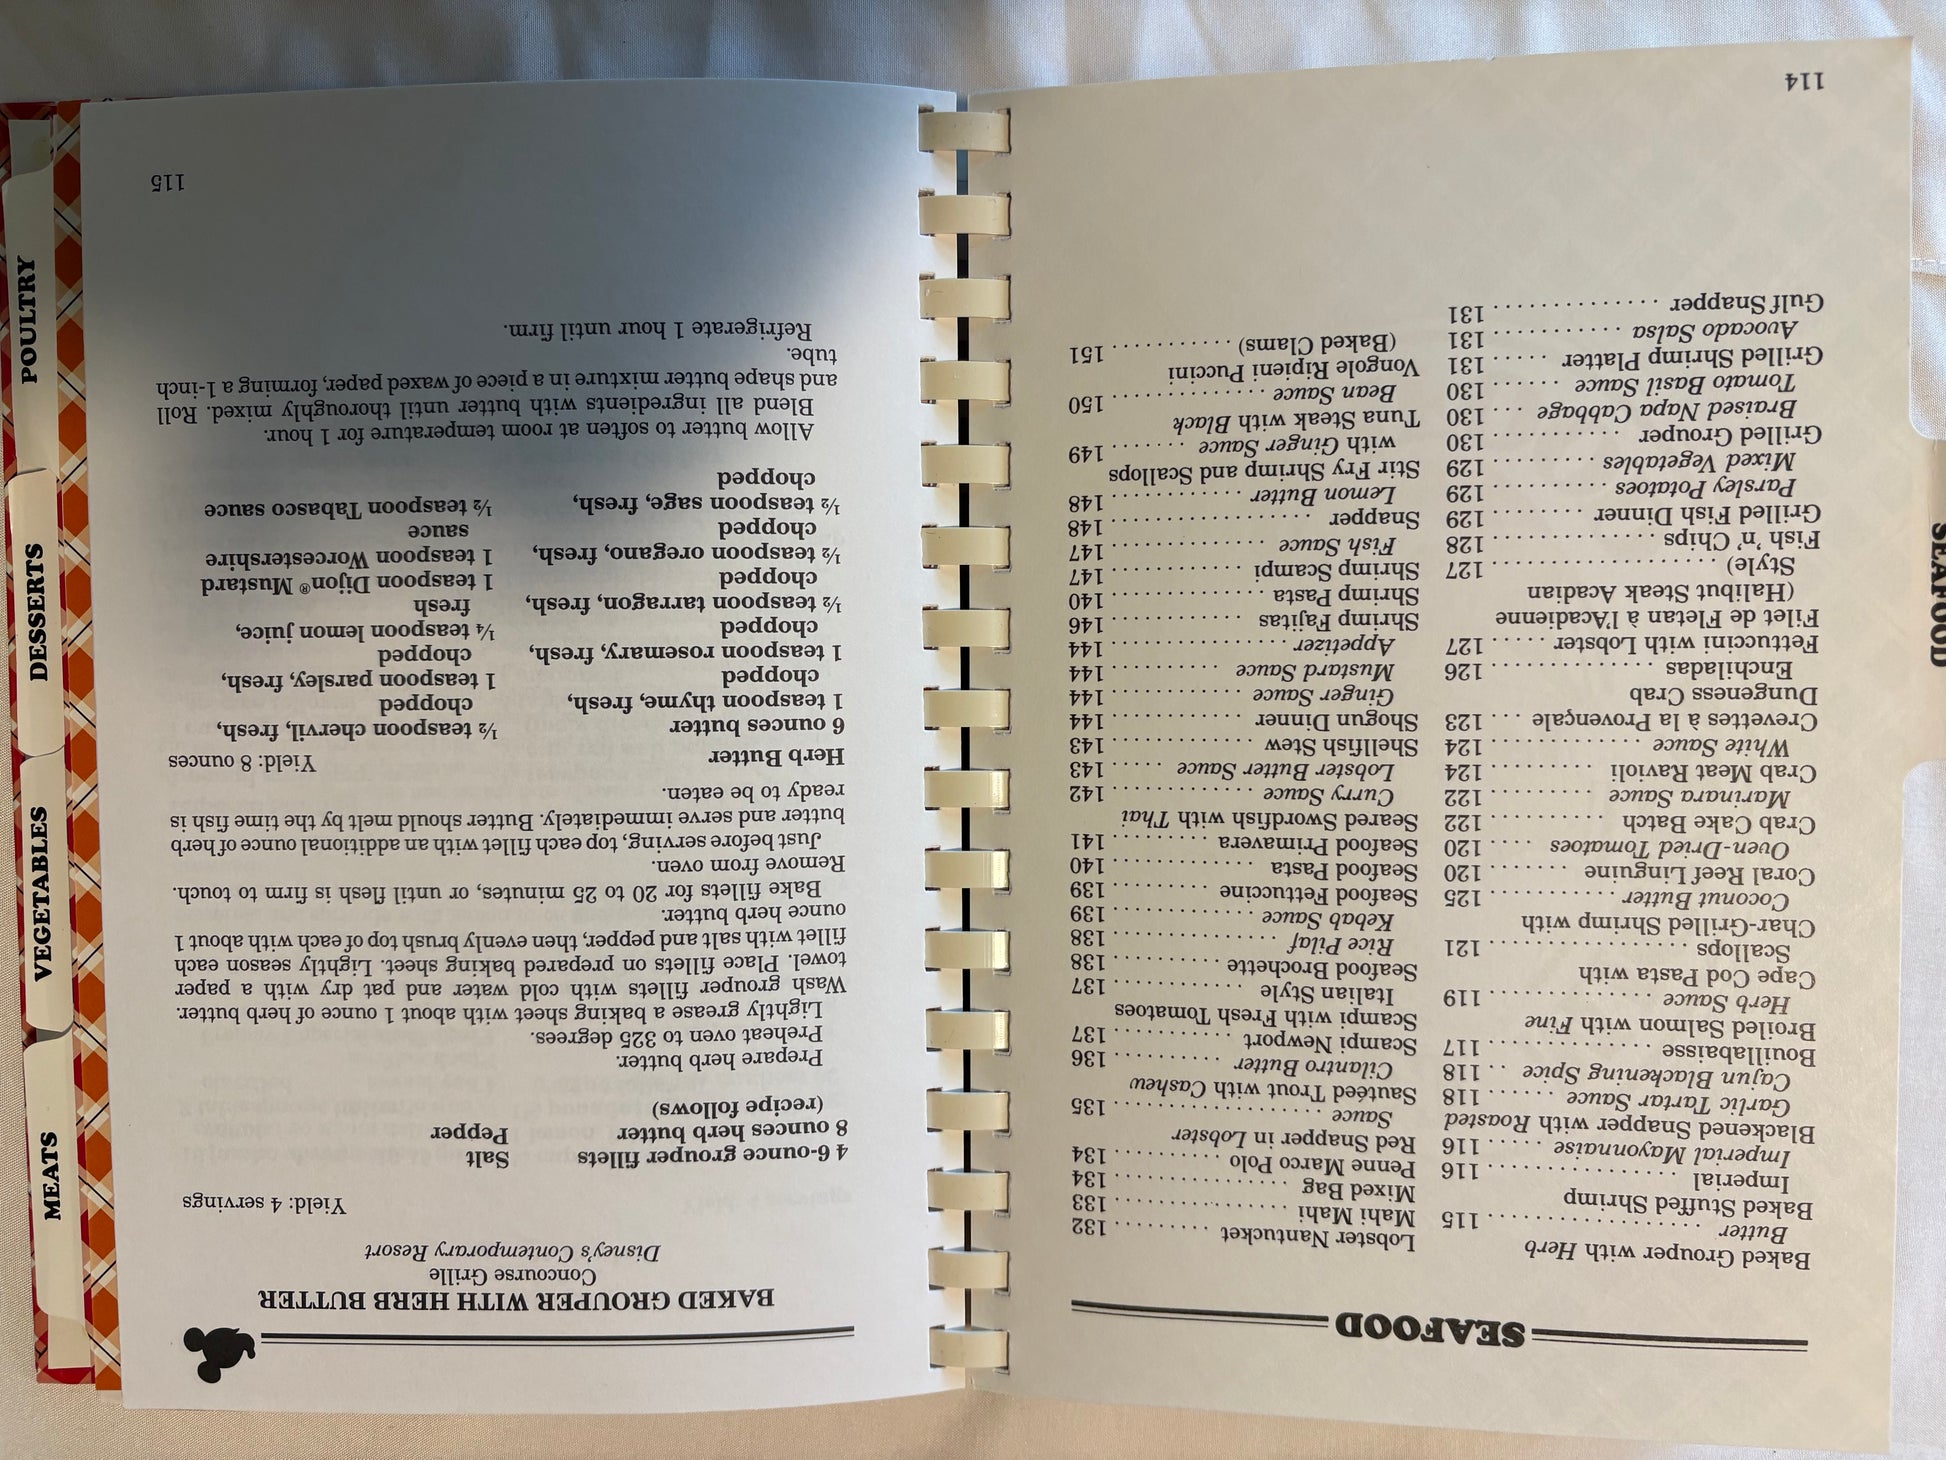 SEAFOOD
Baked Grouper with Herb
Butter . . . . . . . . . . . . . . . . . . 115
Baked Stuffed Shrimp
Imperial . . . . . . . . . . . . . . . . 116
Imperial Mayonnaise . . . . . 116
Blackened Snapper with Roasted
Garlic Tartar Sauce . . . . . 118
Cajun Blackening Spice . . 118
Bouillabaisse . . . . . . . . . . . . . . 117
Broiled Salmon with Fine
Herb Sauce . . . . . . . . . . . . . . 119
Cape Cod Pasta with
Scallops . . . . . . . . . . . . . . . . . 121
Char-Grilled Shrimp with
Coconut Butter . . . . . . . . . . . 125
Coral Reef Linguine . . . . . . . . 120
Oven-Dried Tomatoes . . . . 120
Crab Cake Batch . . . . . . . . . . . 122
Marinara Sauce . . . . . . . . . . 122
Crab Meat Ravioli . . . . . . . . . . 124
White Sauce . . . . . . . . . . . . . . 124
Crevettes à la Provençale . . . 123
Dungeness Crab
Enchiladas . . . . . . . . . . . . . . . 126
Fettuccini with Lobster . . . . . 127
Filet de Fletan à l'Acadienne
(Halibut Steak Acadian
Style) . . . . . . . . . . . . . . . . . . . . 127
Fish 'n' Chips . . . . . . . . . . . . . . 128
Grilled Fish Dinner . . . . . . . . . 129
Parsley Potatoes . . . . . . . . . . 129
Mixed Vegetables . . . . . . . . . . 129
Grilled Grouper . . . . . . . . . . . . 130
Braised Napa Cabbage . . . 130
Tomato Basil Sauce . . . . . . 130
Grilled Shrimp Platter . . . . . 131
Avocado Salsa . . . . . . . . . . . . 131
Gulf Snapper . . . . . . . . . . . . . . . 131
Lobster Nantucket . . . . . . . . . . 132
Mahi Mahi . . . . . . . . . . . . . . . . . 133
Mixed Bag . . . . . . . . . . . . . . . . . 134
Penne Marco Polo . . . . . . . . . . . 134
Red Snapper in Lobster
Sauce . . . . . . . . . . . . . . . . . . . 135
Sautéed Trout with Cashew
Cilantro Butter . . . . . . . . . . . 136
Scampi Newport . . . . . . . . . . . . 137
Scampi with Fresh Tomatoes
Italian Style . . . . . . . . . . . . . 137
Seafood Brochette . . . . . . . . . . 138
Rice Pilaf . . . . . . . . . . . . . . . . 138
Kebab Sauce . . . . . . . . . . . . . . 139
Seafood Fettuccine . . . . . . . . . . 139
Seafood Pasta . . . . . . . . . . . . . . 140
Seafood Primavera . . . . . . . . . 141
Seared Swordfish with Thai
Curry Sauce . . . . . . . . . . . . . . 142
Lobster Butter Sauce . . . . . 143
Shellfish Stew . . . . . . . . . . . . . . 143
Shogun Dinner . . . . . . . . . . . . . 144
Ginger Sauce . . . . . . . . . . . . . 144
Mustard Sauce . . . . . . . . . . . 144
Appetizer . . . . . . . . . . . . . . . . 144
Shrimp Fajitas . . . . . . . . . . . . . 146
Shrimp Pasta . . . . . . . . . . . . . . . 140
Shrimp Scampi . . . . . . . . . . . . . 147
Fish Sauce . . . . . . . . . . . . . . . 147
Snapper . . . . . . . . . . . . . . . . . . . . 148
Lemon Butter . . . . . . . . . . . . . 148
Stir Fry Shrimp and Scallops
with Ginger Sauce . . . . . . . . 149
Tuna Steak with Black
Bean Sauce . . . . . . . . . . . . . . . 150
Vongole Ripieni Puccini
(Baked Clams) . . . . . . . . . . . . 151
114
SEAFOOD
BAKED GROUPER WITH HERB BUTTER
Concourse Grille
Disney's Contemporary Resort
Yield: 4 servings
4 6-ounce grouper fillets
8 ounces herb butter
(recipe follows)
Salt
Pepper
Prepare herb butter.
Preheat oven to 325 degrees.
Lightly grease a baking sheet with about 1 ounce of herb butter.
Wash grouper fillets with cold water and pat dry with a paper
towel. Place fillets on prepared baking sheet. Lightly season each
fillet with salt and pepper, then evenly brush top of each with about 1
ounce herb butter.
Bake fillets for 20 to 25 minutes, or until flesh is firm to touch.
Remove from oven.
Just before serving, top each fillet with an additional ounce of herb
butter and serve immediately. Butter should melt by the time fish is
ready to be eaten.
Herb Butter
Yield: 8 ounces
6 ounces butter
1 teaspoon thyme, fresh,
chopped
1 teaspoon rosemary, fresh,
chopped
½ teaspoon tarragon, fresh,
chopped
½ teaspoon oregano, fresh,
chopped
½ teaspoon sage, fresh,
chopped
½ teaspoon chervil, fresh,
chopped
1 teaspoon parsley, fresh,
chopped
¼ teaspoon lemon juice,
fresh
1 teaspoon Dijon® Mustard
1 teaspoon Worcestershire
sauce
½ teaspoon Tabasco sauce
Allow butter to soften at room temperature for 1 hour.
Blend all ingredients with butter until thoroughly mixed. Roll
and shape butter mixture in a piece of waxed paper, forming a 1-inch
tube.
Refrigerate 1 hour until firm.
115
MEATS
VEGETABLES
DESSERTS
POULTRY